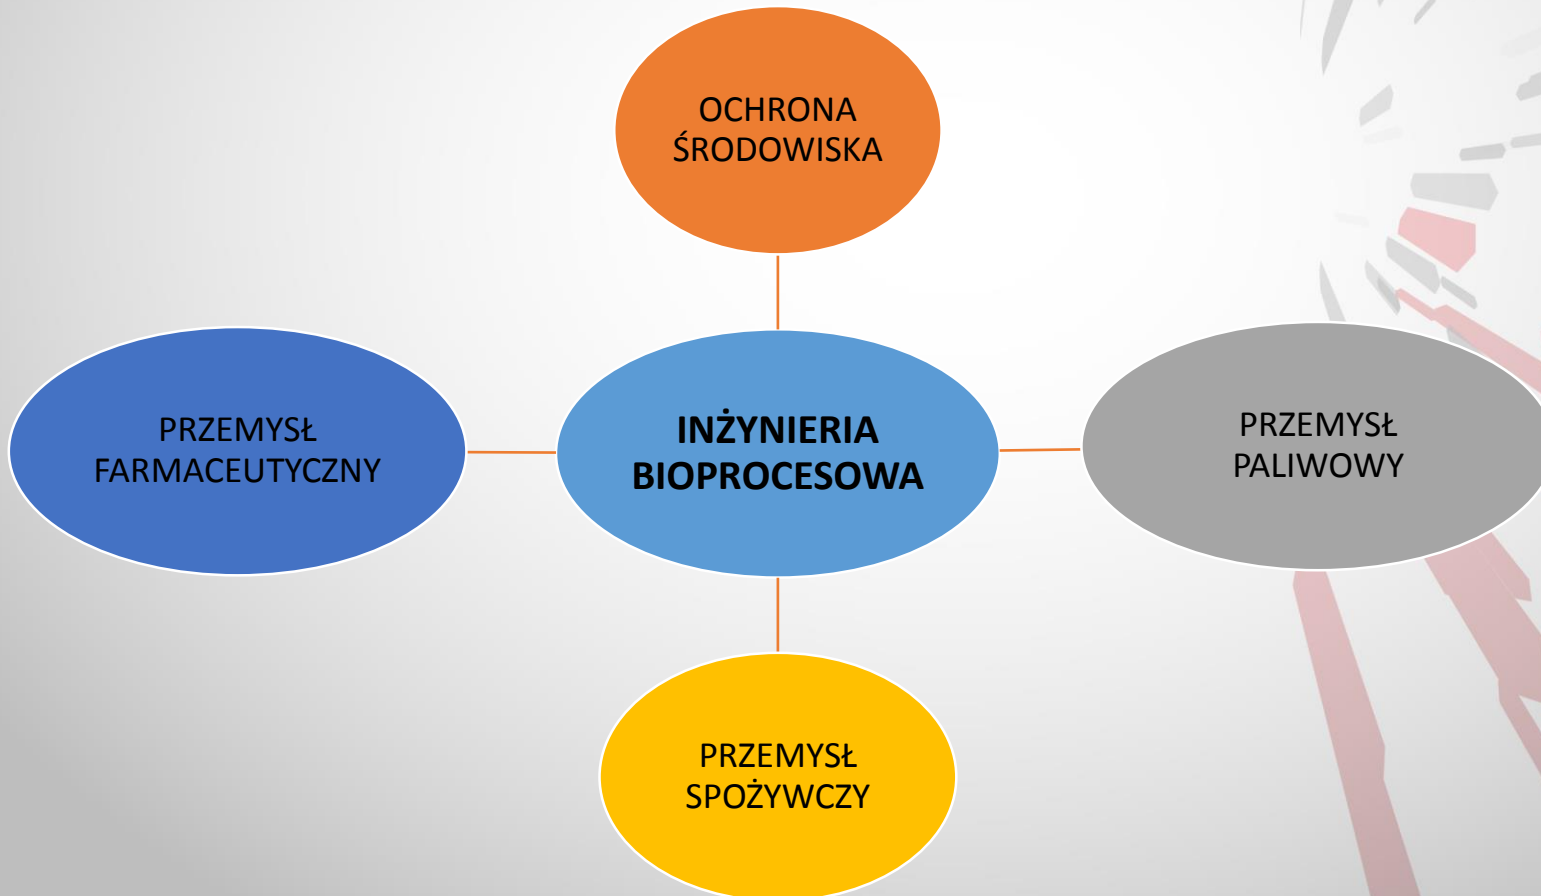 OCHRONA
ŚRODOWISKA
PRZEMYSŁ
FARMACEUTYCZNY
INŻYNIERIA
BIOPROCESOWA
PRZEMYSŁ
PALIWOWY
PRZEMYSŁ
SPOŻYWCZY